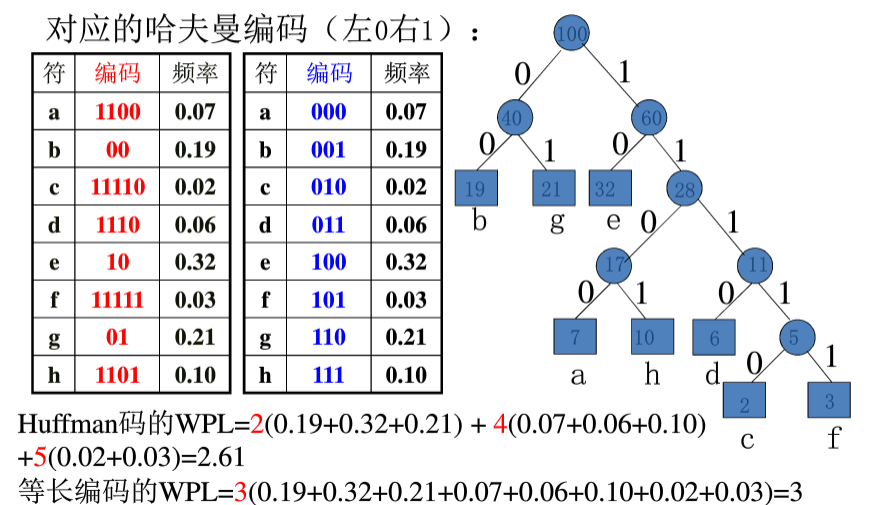 对应的哈夫曼编码（左0右1）：
符 编码 频率
a 1100 0.07
b 00 0.19
c 11110 0.02
d 1110 0.06
e 10 0.32
f 11111 0.03
g 01 0.21
h 1101 0.10
符 编码 频率
a 000 0.07
b 001 0.19
c 010 0.02
d 011 0.06
e 100 0.32
f 101 0.03
g 110 0.21
h 111 0.10
100
0 1
40 60
0 1 0 1
19 21 32 28
b g e 0 1
17 11
0 1 0 1
7 10 6 5
a h d 0 1
2 3
c f
Huffman码的WPL=2(0.19+0.32+0.21) + 4(0.07+0.06+0.10)
+5(0.02+0.03)=2.61
等长编码的WPL=3(0.19+0.32+0.21+0.07+0.06+0.10+0.02+0.03)=3